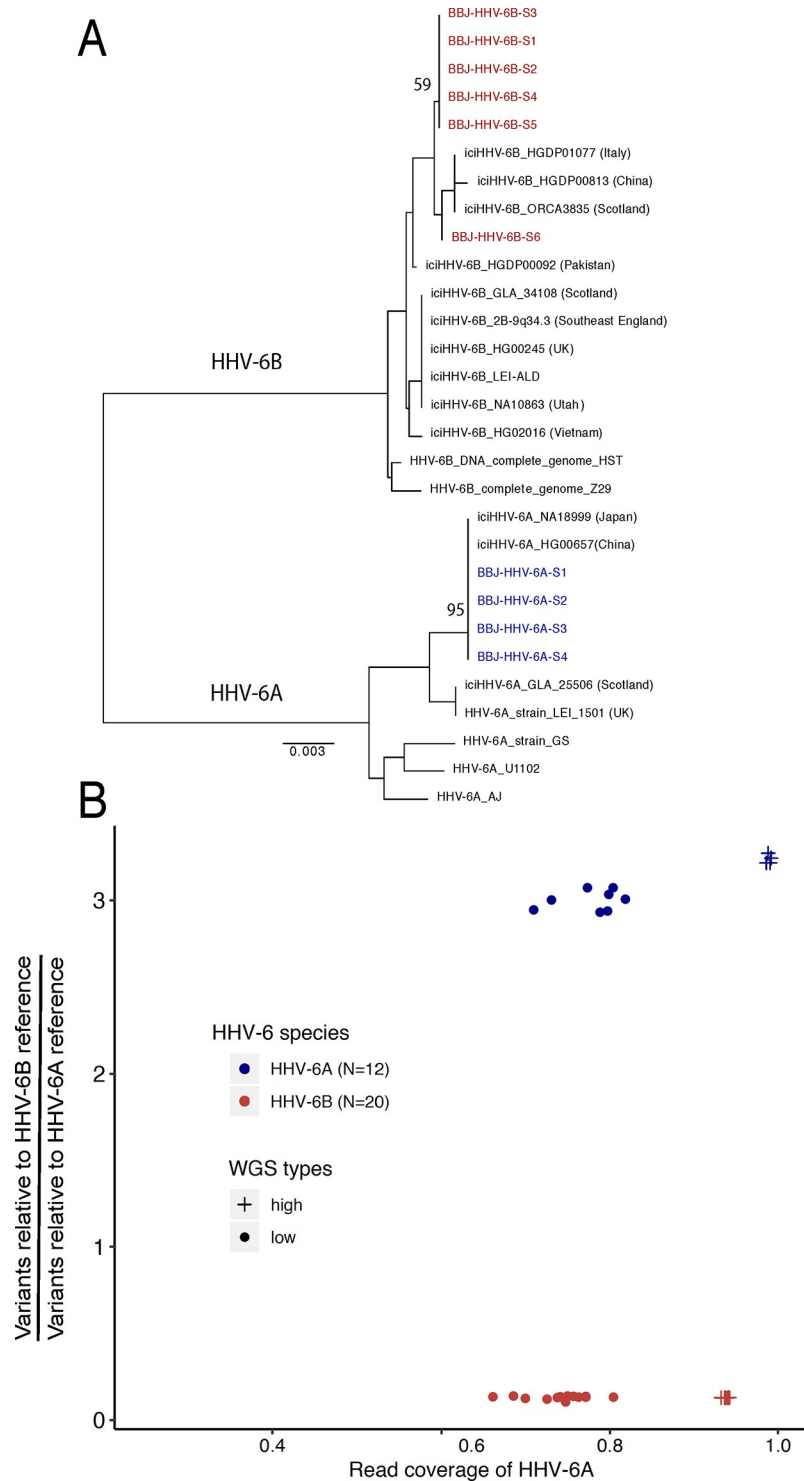 A
BBJ-HHV-6B-S3
BBJ-HHV-6B-S1
BBJ-HHV-6B-S2
59
BBJ-HHV-6B-S4
BBJ-HHV-6B-S5
iciHHV-6B_HGDP01077 (Italy)
iciHHV-6B_HGDP00813 (China)
iciHHV-6B_ORCA3835 (Scotland)
BBJ-HHV-6B-S6
iciHHV-6B_HGDP00092 (Pakistan)
iciHHV-6B_GLA_34108 (Scotland)
iciHHV-6B_2B-9q34.3 (Southeast England)
iciHHV-6B_HG00245 (UK)
HHV-6B
iciHHV-6B_LEI-ALD
iciHHV-6B_NA10863 (Utah)
iciHHV-6B_HG02016 (Vietnam)
HHV-6B_DNA_complete_genome_HST
HHV-6B_complete_genome_Z29
iciHHV-6A_NA18999 (Japan)
iciHHV-6A_HG00657(China)
BBJ-HHV-6A-S1
BBJ-HHV-6A-S2
95
BBJ-HHV-6A-S3
BBJ-HHV-6A-S4
iciHHV-6A_GLA_25506 (Scotland)
HHV-6A
HHV-6A_strain_LEI_1501 (UK)
HHV-6A_strain_GS
0.003
HHV-6A_U1102
HHV-6A_AJ
B
Variants relative to HHV-6B reference
Variants relative to HHV-6A reference
3
2
1
0
HHV-6 species
HHV-6A (N=12)
HHV-6B (N=20)
WGS types
high
low
0.4
0.6
0.8
1.0
Read coverage of HHV-6A